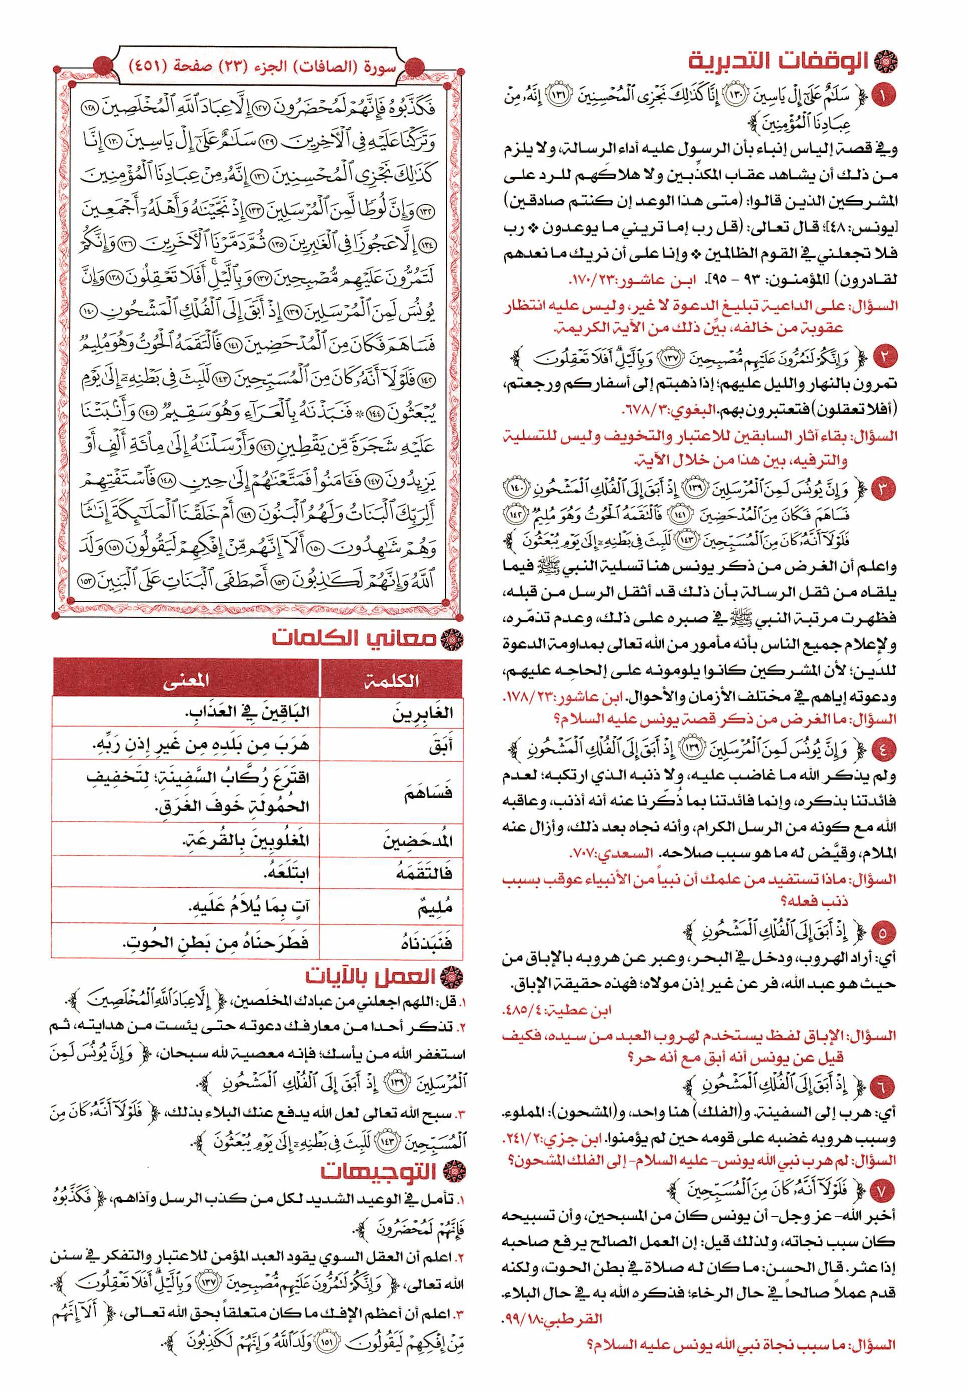 الوقفات التدبرية
١ ﴿ سَلَٰمٌ عَلَىٰٓ إِلْ يَاسِينَ ﴿١٣٠﴾ إِنَّا كَذَٰلِكَ نَجْزِى ٱلْمُحْسِنِينَ ﴿١٣١﴾ إِنَّهُۥ مِنْ
عِبَادِنَا ٱلْمُؤْمِنِينَ ﴾
وفي قصة إلياس إنباء بأن الرسول عليه أداء الرسالة، ولا يلزم
من ذلك أن يشاهد عقاب المكذِّبين ولا هلاكهم للرد على
المشركين الذين قالوا: (متى هذا الوعد إن كنتم صادقين)
[يونس: ٤٨]؛ قال تعالى: (قل رب إما تريني ما يوعدون ❖ رب
فلا تجعلني في القوم الظالمين ❖ وإنا على أن نريك ما نعدهم
لقادرون) [المؤمنون: ٩٣ - ٩٥]. ابن عاشور:٢٣/ ١٧٠.
السؤال: على الداعية تبليغ الدعوة لا غير، وليس عليه انتظار
عقوبة من خالفه، بيِّن ذلك من الآية الكريمة.
٢ ﴿ وَإِنَّكُمْ لَتَمُرُّونَ عَلَيْهِم مُّصْبِحِينَ ﴿١٣٧﴾ وَبِٱلَّيْلِ ۗ أَفَلَا تَعْقِلُونَ ﴾
تمرون بالنهار والليل عليهم؛ إذا ذهبتم إلى أسفاركم ورجعتم،
(أفلا تعقلون) فتعتبرون بهم. البغوي:٣/ ٦٧٨.
السؤال: بقاء آثار السابقين للاعتبار والتخويف وليس للتسلية
والترفيه، بين هذا من خلال الآية.
٣ ﴿ وَإِنَّ يُونُسَ لَمِنَ ٱلْمُرْسَلِينَ ﴿١٣٩﴾ إِذْ أَبَقَ إِلَى ٱلْفُلْكِ ٱلْمَشْحُونِ ﴿١٤٠﴾
فَسَاهَمَ فَكَانَ مِنَ ٱلْمُدْحَضِينَ ﴿١٤١﴾ فَٱلْتَقَمَهُ ٱلْحُوتُ وَهُوَ مُلِيمٌ ﴿١٤٢﴾
فَلَوْلَآ أَنَّهُۥ كَانَ مِنَ ٱلْمُسَبِّحِينَ ﴿١٤٣﴾ لَلَبِثَ فِى بَطْنِهِۦٓ إِلَىٰ يَوْمِ يُبْعَثُونَ ﴾
واعلم أن الغرض من ذكر يونس هنا تسلية النبي ﷺ فيما
يلقاه من ثقل الرسالة بأن ذلك قد أثقل الرسل من قبله،
فظهرت مرتبة النبي ﷺ في صبره على ذلك، وعدم تذمّره،
ولإعلام جميع الناس بأنه مأمور من الله تعالى بمداومة الدعوة
للدِّين؛ لأن المشركين كانوا يلومونه على إلحاحِه عليهم،
ودعوته إياهم في مختلف الأزمان والأحوال. ابن عاشور:٢٣/ ١٧٨.
السؤال: ما الغرض من ذكر قصة يونس عليه السلام؟
٤ ﴿ وَإِنَّ يُونُسَ لَمِنَ ٱلْمُرْسَلِينَ ﴿١٣٩﴾ إِذْ أَبَقَ إِلَى ٱلْفُلْكِ ٱلْمَشْحُونِ ﴾
ولم يذكر الله ما غاضب عليه، ولا ذنبه الذي ارتكبه؛ لعدم
فائدتنا بذكره، وإنما فائدتنا بما ذُكِّرنا عنه أنه أذنب، وعاقبه
الله مع كونه من الرسل الكرام، وأنه نجاه بعد ذلك، وأزال عنه
الملام، وقيَّض له ما هو سبب صلاحه. السعدي:٧٠٧.
السؤال: ماذا تستفيد من علمك أن نبياً من الأنبياء عوقب بسبب
ذنب فعله؟
٥ ﴿ إِذْ أَبَقَ إِلَى ٱلْفُلْكِ ٱلْمَشْحُونِ ﴾
أي: أراد الهروب، ودخل في البحر، وعبر عن هروبه بالإباق من
حيث هو عبد الله، فر عن غير إذن مولاه؛ فهذه حقيقة الإباق.
ابن عطية:٤/ ٤٨٥.
السؤال: الإباق لفظ يستخدم لهروب العبد من سيده، فكيف
قيل عن يونس أنه أبق مع أنه حر؟
٦ ﴿ إِذْ أَبَقَ إِلَى ٱلْفُلْكِ ٱلْمَشْحُونِ ﴾
أي: هرب إلى السفينة. و(الفلك) هنا واحد، و(المشحون): المملوء.
وسبب هروبه غضبه على قومه حين لم يؤمنوا. ابن جزي:٢/ ٢٤١.
السؤال: لم هرب نبي الله يونس- عليه السلام- إلى الفلك المشحون؟
٧ ﴿ فَلَوْلَآ أَنَّهُۥ كَانَ مِنَ ٱلْمُسَبِّحِينَ ﴾
أخبر الله- عز وجل- أن يونس كان من المسبحين، وأن تسبيحه
كان سبب نجاته، ولذلك قيل: إن العمل الصالح يرفع صاحبه
إذا عثر. قال الحسن: ما كان له صلاة في بطن الحوت، ولكنه
قدم عملاً صالحاً في حال الرخاء؛ فذكره الله به في حال البلاء.
القرطبي:١٨/ ٩٩.
السؤال: ما سبب نجاة نبي الله يونس عليه السلام؟
سورة (الصافات) الجزء (٢٣) صفحة (٤٥١)
فَكَذَّبُوهُ فَإِنَّهُمْ لَمُحْضَرُونَ ﴿١٢٧﴾ إِلَّا عِبَادَ ٱللَّهِ ٱلْمُخْلَصِينَ ﴿١٢٨﴾
وَتَرَكْنَا عَلَيْهِ فِى ٱلْـَٔاخِرِينَ ﴿١٢٩﴾ سَلَٰمٌ عَلَىٰٓ إِلْ يَاسِينَ ﴿١٣٠﴾ إِنَّا
كَذَٰلِكَ نَجْزِى ٱلْمُحْسِنِينَ ﴿١٣١﴾ إِنَّهُۥ مِنْ عِبَادِنَا ٱلْمُؤْمِنِينَ
﴿١٣٢﴾ وَإِنَّ لُوطًا لَّمِنَ ٱلْمُرْسَلِينَ ﴿١٣٣﴾ إِذْ نَجَّيْنَٰهُ وَأَهْلَهُۥٓ أَجْمَعِينَ
﴿١٣٤﴾ إِلَّا عَجُوزًا فِى ٱلْغَٰبِرِينَ ﴿١٣٥﴾ ثُمَّ دَمَّرْنَا ٱلْـَٔاخَرِينَ ﴿١٣٦﴾ وَإِنَّكُمْ
لَتَمُرُّونَ عَلَيْهِم مُّصْبِحِينَ ﴿١٣٧﴾ وَبِٱلَّيْلِ ۗ أَفَلَا تَعْقِلُونَ ﴿١٣٨﴾ وَإِنَّ
يُونُسَ لَمِنَ ٱلْمُرْسَلِينَ ﴿١٣٩﴾ إِذْ أَبَقَ إِلَى ٱلْفُلْكِ ٱلْمَشْحُونِ ﴿١٤٠﴾
فَسَاهَمَ فَكَانَ مِنَ ٱلْمُدْحَضِينَ ﴿١٤١﴾ فَٱلْتَقَمَهُ ٱلْحُوتُ وَهُوَ مُلِيمٌ
﴿١٤٢﴾ فَلَوْلَآ أَنَّهُۥ كَانَ مِنَ ٱلْمُسَبِّحِينَ ﴿١٤٣﴾ لَلَبِثَ فِى بَطْنِهِۦٓ إِلَىٰ يَوْمِ
يُبْعَثُونَ ﴿١٤٤﴾ ۞ فَنَبَذْنَٰهُ بِٱلْعَرَآءِ وَهُوَ سَقِيمٌ ﴿١٤٥﴾ وَأَنۢبَتْنَا
عَلَيْهِ شَجَرَةً مِّن يَقْطِينٍ ﴿١٤٦﴾ وَأَرْسَلْنَٰهُ إِلَىٰ مِا۟ئَةِ أَلْفٍ أَوْ
يَزِيدُونَ ﴿١٤٧﴾ فَـَٔامَنُوا۟ فَمَتَّعْنَٰهُمْ إِلَىٰ حِينٍ ﴿١٤٨﴾ فَٱسْتَفْتِهِمْ
أَلِرَبِّكَ ٱلْبَنَاتُ وَلَهُمُ ٱلْبَنُونَ ﴿١٤٩﴾ أَمْ خَلَقْنَا ٱلْمَلَٰٓئِكَةَ إِنَٰثًا
وَهُمْ شَٰهِدُونَ ﴿١٥٠﴾ أَلَآ إِنَّهُم مِّنْ إِفْكِهِمْ لَيَقُولُونَ ﴿١٥١﴾ وَلَدَ
ٱللَّهُ وَإِنَّهُمْ لَكَٰذِبُونَ ﴿١٥٢﴾ أَصْطَفَى ٱلْبَنَاتِ عَلَى ٱلْبَنِينَ ﴿١٥٣﴾
معاني الكلمات
الكلمة المعنى
الغَابِرِينَ البَاقِينَ فِي العَذَابِ.
أَبَقَ هَرَبَ مِن بَلَدِهِ مِن غَيرِ إِذنِ رَبِّهِ.
فَسَاهَمَ اقتَرَعَ رُكَّابُ السَّفِينَةِ؛ لِتَخفِيفِ
الحُمُولَةِ خَوفَ الغَرَقِ.
المُدحَضِينَ المَغلُوبِينَ بِالقُرعَةِ.
فَالتَقَمَهُ ابتَلَعَهُ.
مُلِيمٌ آتٍ بِمَا يُلاَمُ عَلَيهِ.
فَنَبَذنَاهُ فَطَرَحنَاهُ مِن بَطنِ الحُوتِ.
العمل بالآيات
١. قل: اللهم اجعلني من عبادك المخلَصين، ﴿ إِلَّا عِبَادَ ٱللَّهِ ٱلْمُخْلَصِينَ ﴾.
٢. تذكر أحدا من معارفك دعوته حتى يئست من هدايته، ثم
استغفر الله من يأسك؛ فإنه معصية لله سبحان، ﴿ وَإِنَّ يُونُسَ لَمِنَ
ٱلْمُرْسَلِينَ ﴿١٣٩﴾ إِذْ أَبَقَ إِلَى ٱلْفُلْكِ ٱلْمَشْحُونِ ﴾.
٣. سبح الله تعالى لعل الله يدفع عنك البلاء بذلك، ﴿ فَلَوْلَآ أَنَّهُۥ كَانَ مِنَ
ٱلْمُسَبِّحِينَ ﴿١٤٣﴾ لَلَبِثَ فِى بَطْنِهِۦٓ إِلَىٰ يَوْمِ يُبْعَثُونَ ﴾.
التوجيهات
١. تأمل في الوعيد الشديد لكل من كذب الرسل وآذاهم، ﴿ فَكَذَّبُوهُ
فَإِنَّهُمْ لَمُحْضَرُونَ ﴾.
٢. اعلم أن العقل السوي يقود العبد المؤمن للاعتبار والتفكر في سنن
الله تعالى، ﴿ وَإِنَّكُمْ لَتَمُرُّونَ عَلَيْهِم مُّصْبِحِينَ ﴿١٣٧﴾ وَبِٱلَّيْلِ ۗ أَفَلَا تَعْقِلُونَ ﴾.
٣. اعلم أن أعظم الإفك ما كان متعلقاً بحق الله تعالى، ﴿ أَلَآ إِنَّهُم
مِّنْ إِفْكِهِمْ لَيَقُولُونَ ﴿١٥١﴾ وَلَدَ ٱللَّهُ وَإِنَّهُمْ لَكَٰذِبُونَ ﴾.